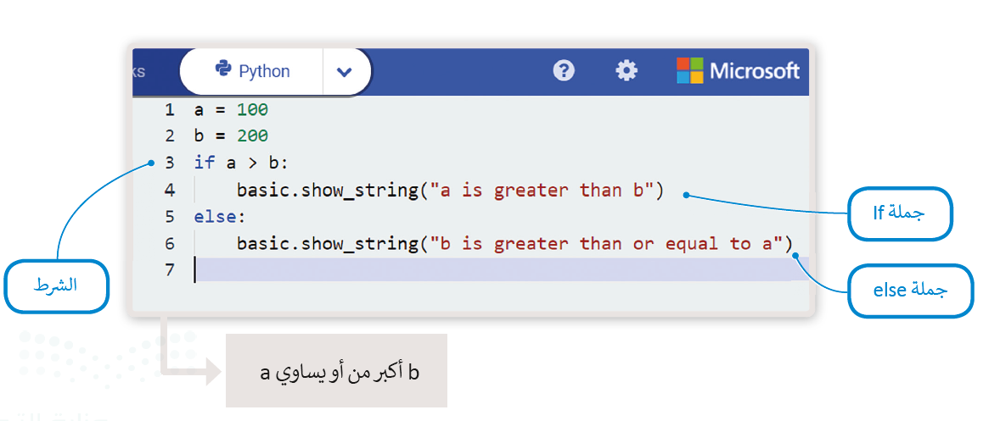 ks Python Microsoft
1 a = 100
2 b = 200
3 if a > b:
4 basic.show_string("a is greater than b")
5 else:
6 basic.show_string("b is greater than or equal to a")
7
جملة If
جملة else
الشرط
b أكبر من أو يساوي a